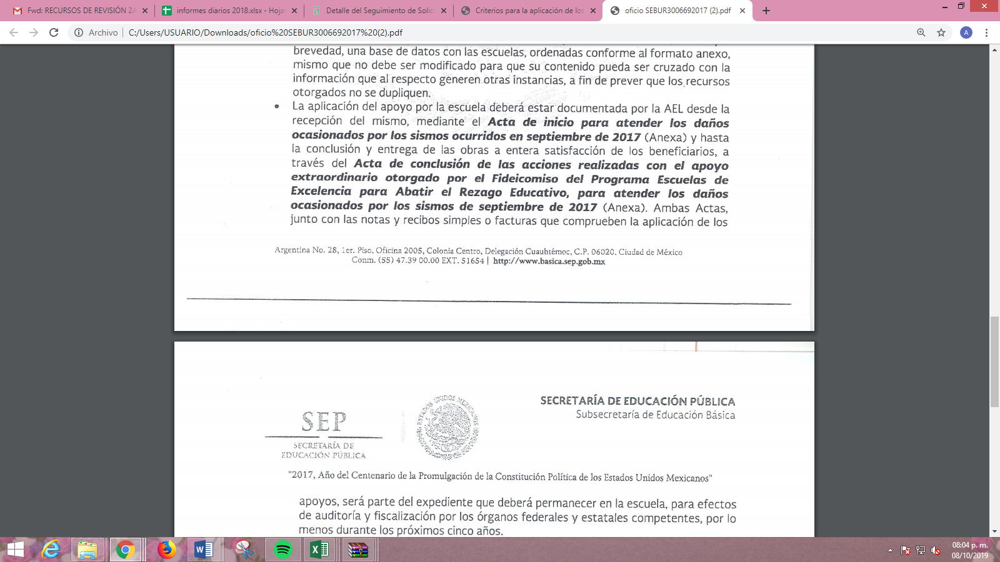 Fwd: RECURSOS DE REVISIÓN 2A
informes diarios 2018.xlsx - Hoja
Detalle del Seguimiento de Solic
Criterios para la aplicación de los
oficio SEBUR3006692017 (2).pdf
Archivo C:/Users/USUARIO/Downloads/oficio%20SEBUR3006692017%20(2).pdf
A
brevedad, una base de datos con las escuelas, ordenadas conforme al formato anexo,
mismo que no debe ser modificado para que su contenido pueda ser cruzado con la
información que al respecto generen otras instancias, a fin de prever que los recursos
otorgados no se dupliquen.
• La aplicación del apoyo por la escuela deberá estar documentada por la AEL desde la
recepción del mismo, mediante el Acta de inicio para atender los daños
ocasionados por los sismos ocurridos en septiembre de 2017 (Anexa) y hasta
la conclusión y entrega de las obras a entera satisfacción de los beneficiarios, a
través del Acta de conclusión de las acciones realizadas con el apoyo
extraordinario otorgado por el Fideicomiso del Programa Escuelas de
Excelencia para Abatir el Rezago Educativo, para atender los daños
ocasionados por los sismos de septiembre de 2017 (Anexa). Ambas Actas,
junto con las notas y recibos simples o facturas que comprueben la aplicación de los
Argentina No. 28, 1er. Piso. Oficina 2005, Colonia Centro, Delegación Cuauhtémoc, C.P. 06020. Ciudad de México
Conm. (55) 47.39 00.00 EXT. 51654 | http://www.basica.sep.gob.mx
SEP
SECRETARÍA DE
EDUCACIÓN PÚBLICA
ESTADOS UNIDOS MEXICANOS
SECRETARÍA DE EDUCACIÓN PÚBLICA
Subsecretaría de Educación Básica
"2017, Año del Centenario de la Promulgación de la Constitución Política de los Estados Unidos Mexicanos"
apoyos, será parte del expediente que deberá permanecer en la escuela, para efectos
de auditoría y fiscalización por los órganos federales y estatales competentes, por lo
menos durante los próximos cinco años.
08:04 p. m.
08/10/2019